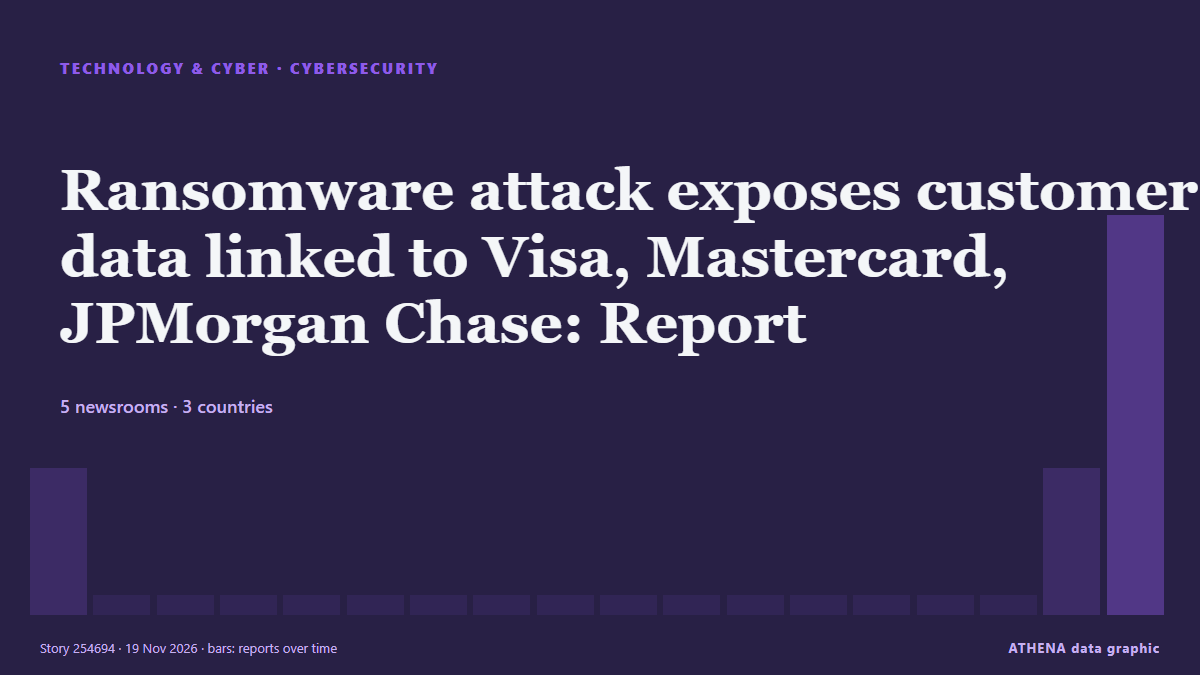 TECHNOLOGY & CYBER · CYBERSECURITY
Ransomware attack exposes customer
data linked to Visa, Mastercard,
JPMorgan Chase: Report
5 newsrooms · 3 countries
Story 254694 · 19 Nov 2026 · bars: reports over time
ATHENA data graphic